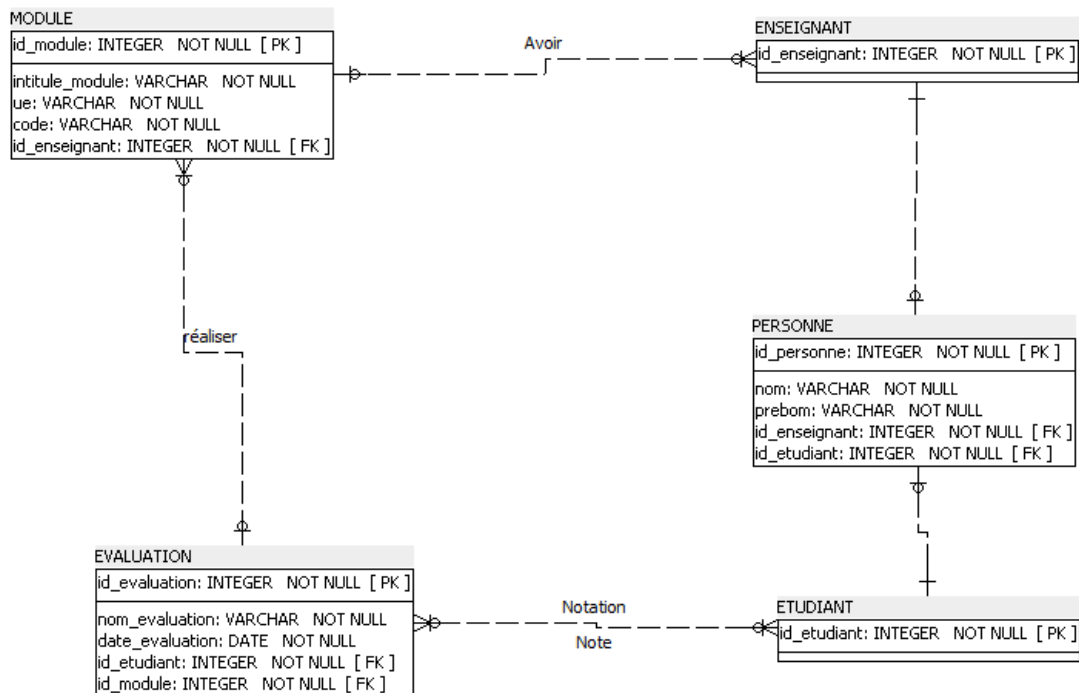 MODULE
id_module: INTEGER NOT NULL [ PK ]
intitule_module: VARCHAR NOT NULL
ue: VARCHAR NOT NULL
code: VARCHAR NOT NULL
id_enseignant: INTEGER NOT NULL [ FK ]
Avoir
ENSEIGNANT
id_enseignant: INTEGER NOT NULL [ PK ]
réaliser
PERSONNE
id_personne: INTEGER NOT NULL [ PK ]
nom: VARCHAR NOT NULL
prebom: VARCHAR NOT NULL
id_enseignant: INTEGER NOT NULL [ FK ]
id_etudiant: INTEGER NOT NULL [ FK ]
EVALUATION
id_evaluation: INTEGER NOT NULL [ PK ]
nom_evaluation: VARCHAR NOT NULL
date_evaluation: DATE NOT NULL
id_etudiant: INTEGER NOT NULL [ FK ]
id_module: INTEGER NOT NULL [ FK ]
Notation
Note
ETUDIANT
id_etudiant: INTEGER NOT NULL [ PK ]